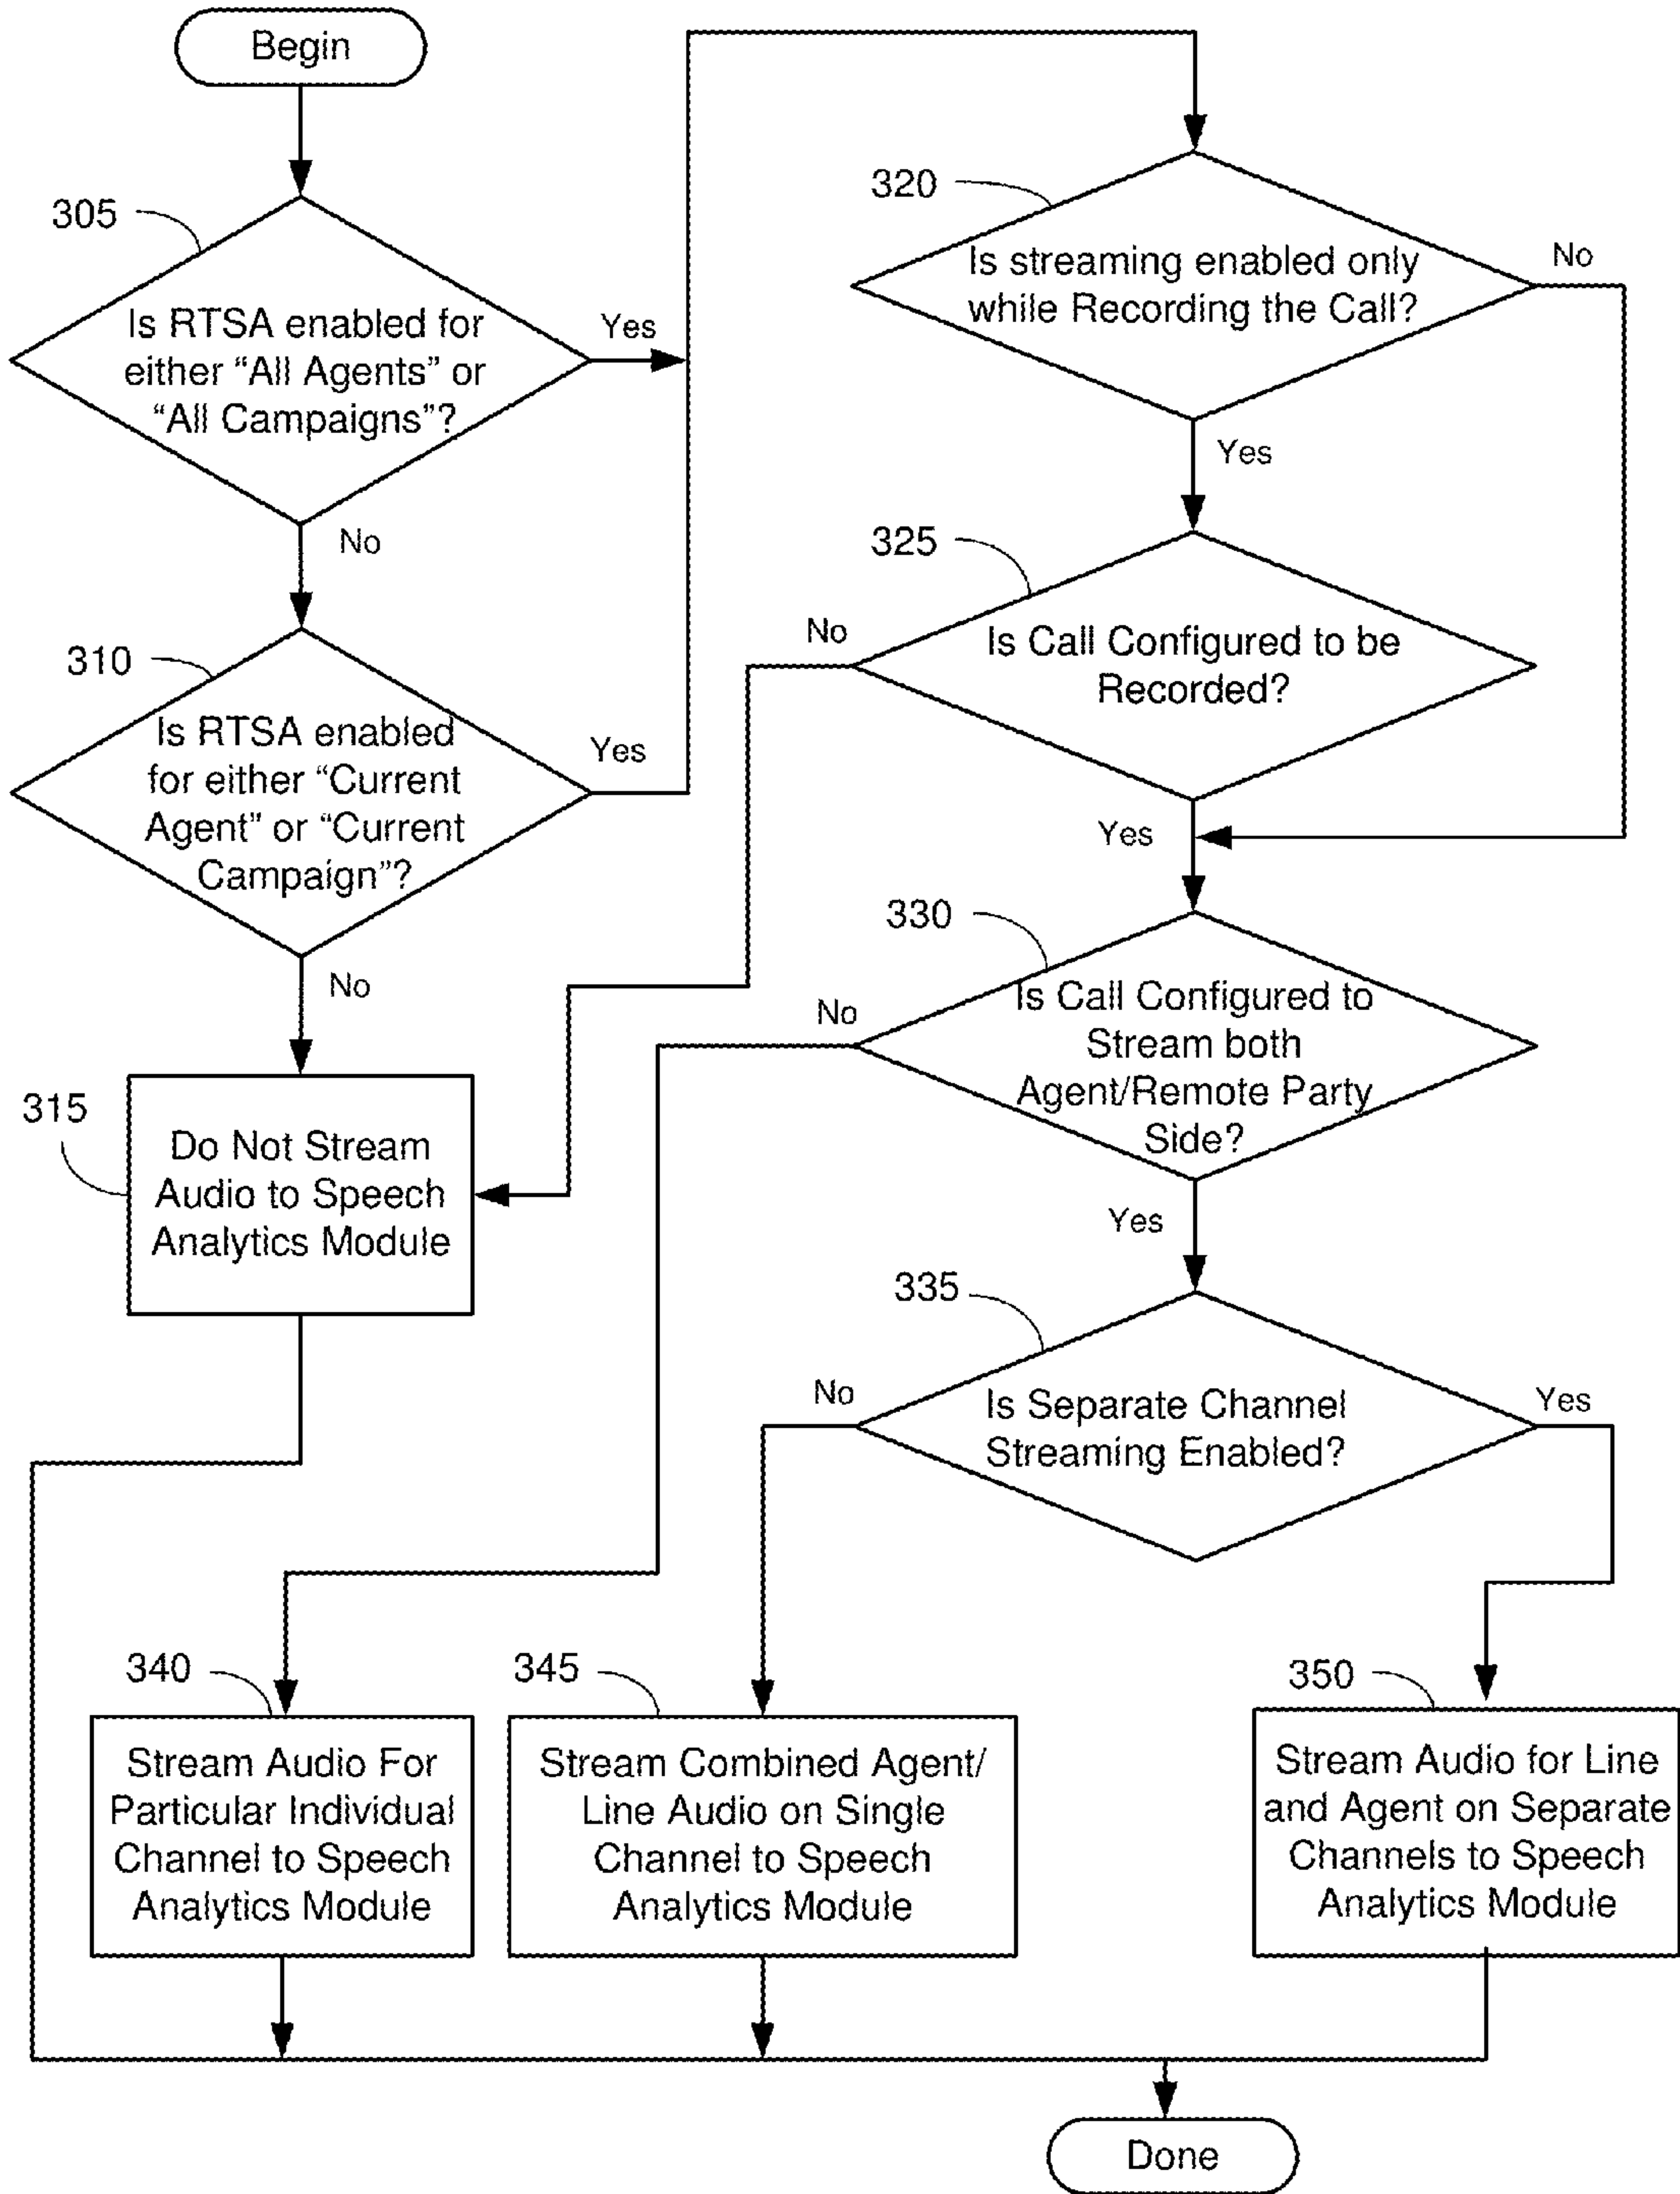 Begin
305
Is RTSA enabled for
either “All Agents” or
“All Campaigns”?
Yes
No
310
Is RTSA enabled
for either “Current
Agent” or “Current
Campaign”?
Yes
No
315
Do Not Stream
Audio to Speech
Analytics Module
320
Is streaming enabled only
while Recording the Call?
No
Yes
325
Is Call Configured to be
Recorded?
No
Yes
330
Is Call Configured to
Stream both
Agent/Remote Party
Side?
No
Yes
335
Is Separate Channel
Streaming Enabled?
No
Yes
340
Stream Audio For
Particular Individual
Channel to Speech
Analytics Module
345
Stream Combined Agent/
Line Audio on Single
Channel to Speech
Analytics Module
350
Stream Audio for Line
and Agent on Separate
Channels to Speech
Analytics Module
Done